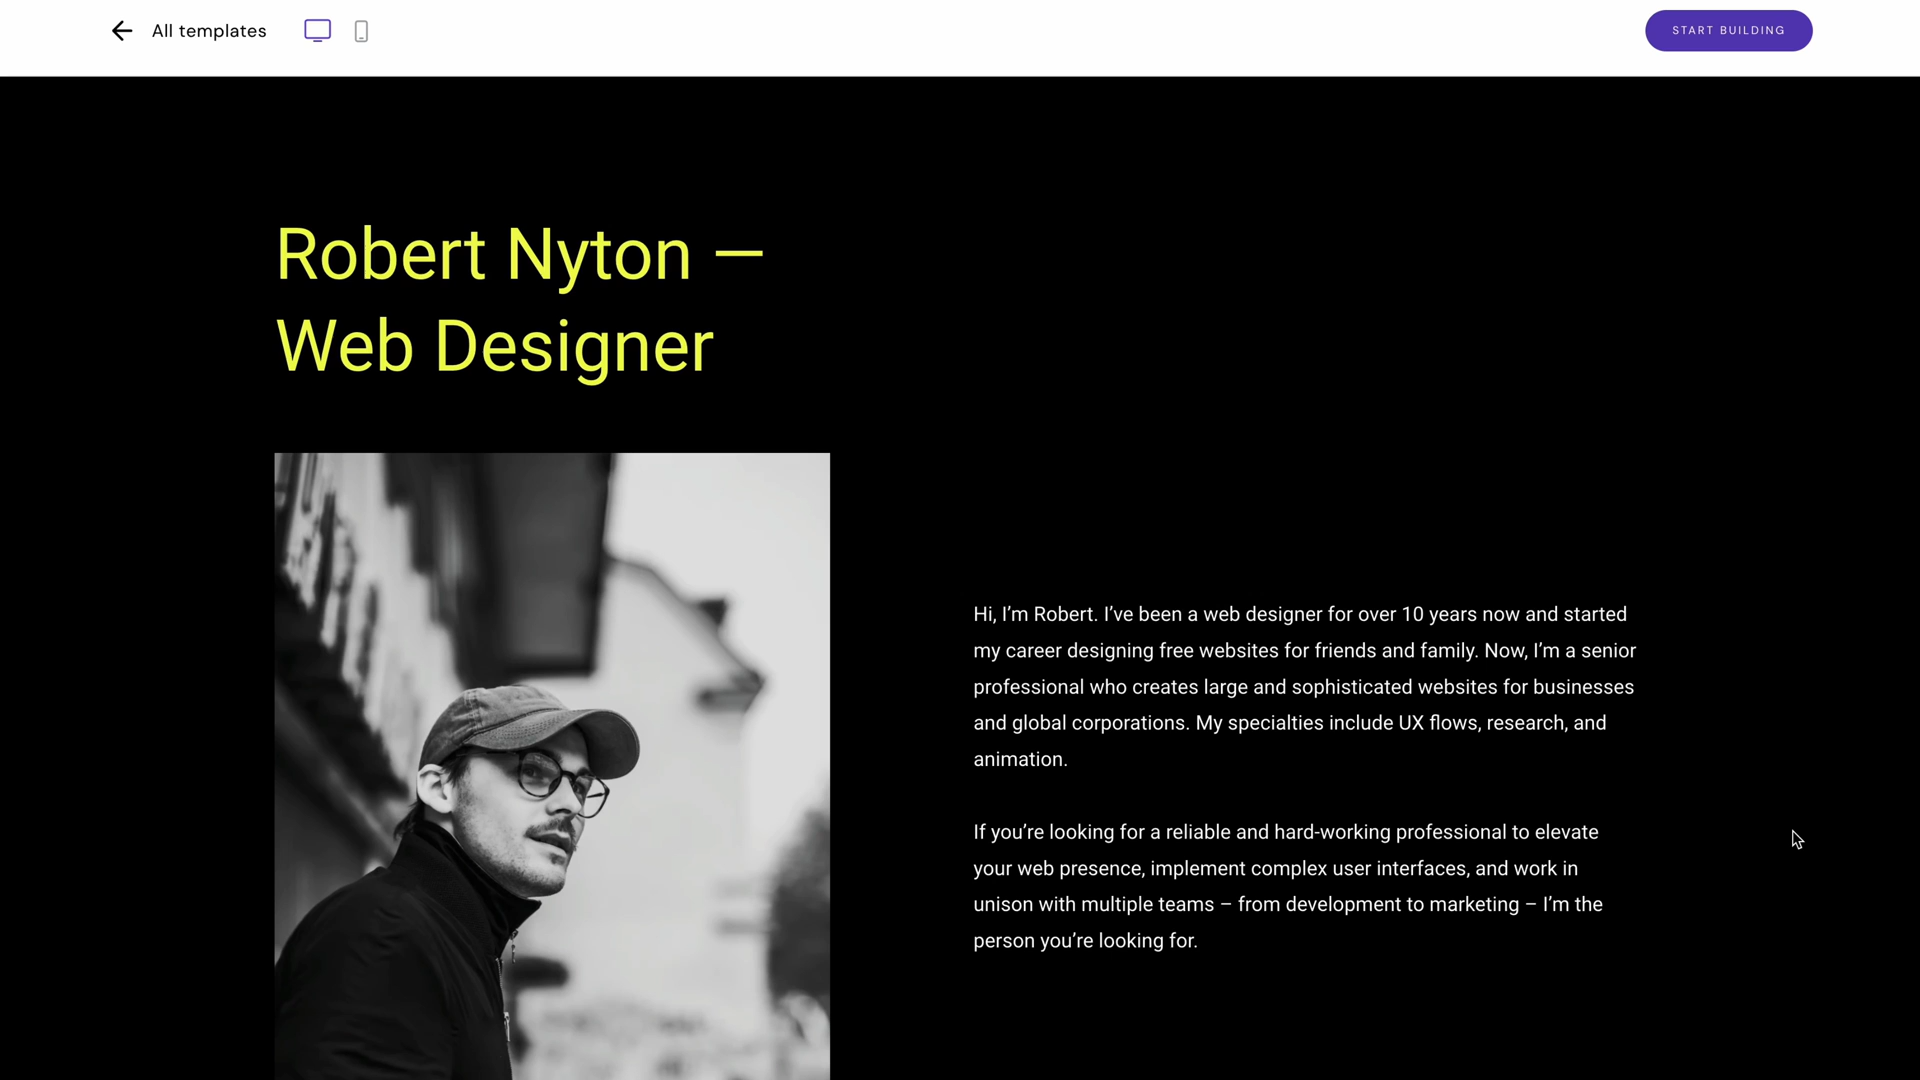 All templates
START BUILDING
Robert Nyton —
Web Designer
Hi, I’m Robert. I’ve been a web designer for over 10 years now and started
my career designing free websites for friends and family. Now, I’m a senior
professional who creates large and sophisticated websites for businesses
and global corporations. My specialties include UX flows, research, and
animation.
If you’re looking for a reliable and hard-working professional to elevate
your web presence, implement complex user interfaces, and work in
unison with multiple teams – from development to marketing – I’m the
person you’re looking for.